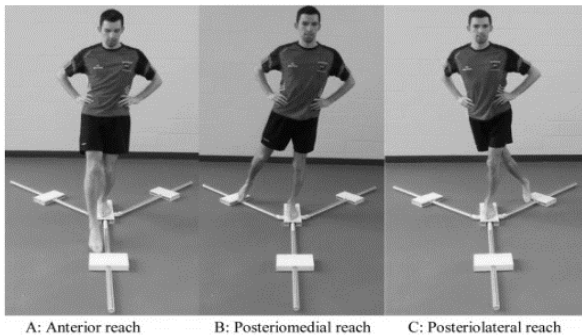 A: Anterior reach
B: Posteriomedial reach
C: Posteriolateral reach